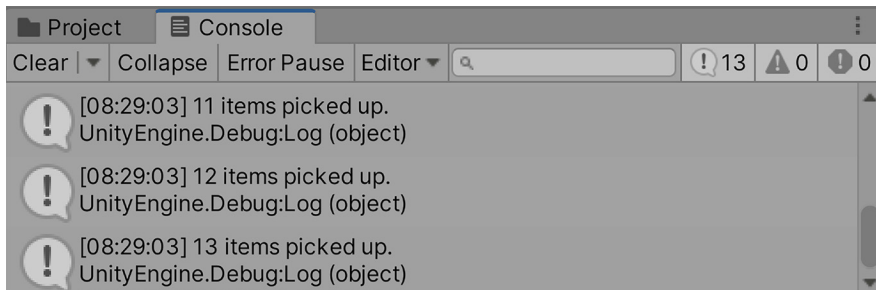 Project
Console
Clear Collapse Error Pause Editor 13 0 0
[08:29:03] 11 items picked up.
UnityEngine.Debug:Log (object)
[08:29:03] 12 items picked up.
UnityEngine.Debug:Log (object)
[08:29:03] 13 items picked up.
UnityEngine.Debug:Log (object)